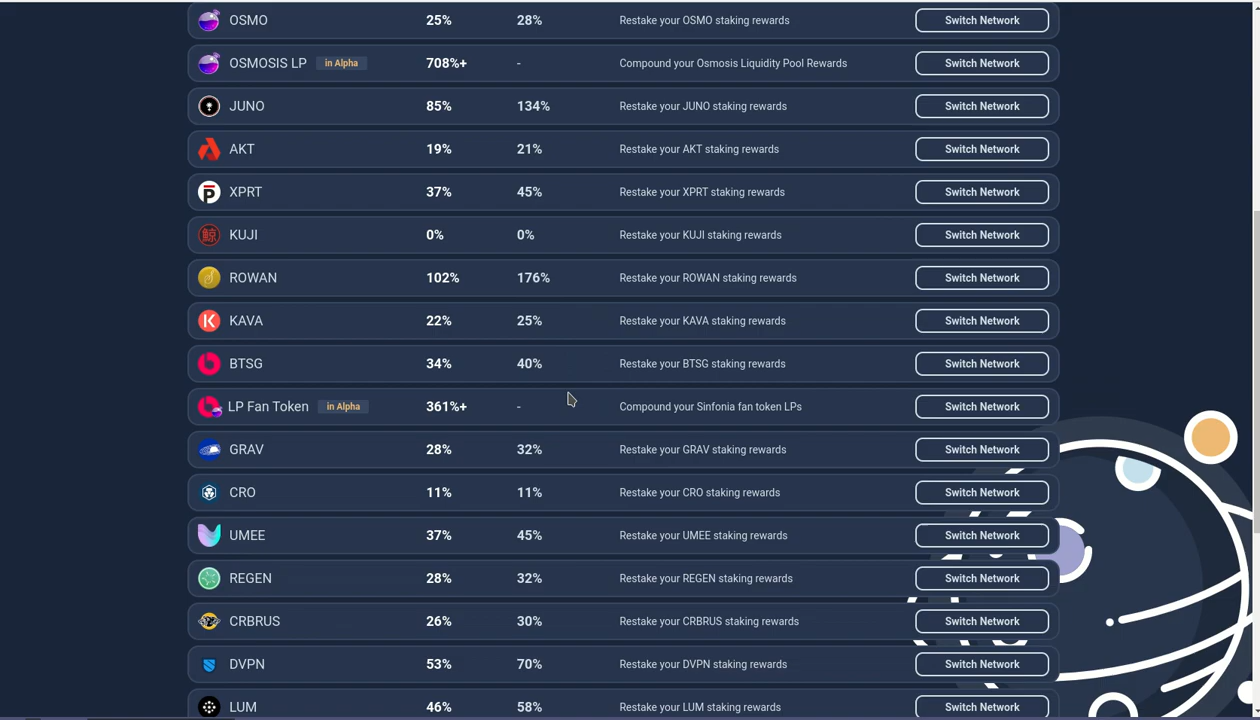 OSMO 25% 28% Restake your OSMO staking rewards Switch Network
OSMOSIS LP in Alpha 708%+ - Compound your Osmosis Liquidity Pool Rewards Switch Network
JUNO 85% 134% Restake your JUNO staking rewards Switch Network
AKT 19% 21% Restake your AKT staking rewards Switch Network
XPRT 37% 45% Restake your XPRT staking rewards Switch Network
KUJI 0% 0% Restake your KUJI staking rewards Switch Network
ROWAN 102% 176% Restake your ROWAN staking rewards Switch Network
KAVA 22% 25% Restake your KAVA staking rewards Switch Network
BTSG 34% 40% Restake your BTSG staking rewards Switch Network
LP Fan Token in Alpha 361%+ - Compound your Sinfonia fan token LPs Switch Network
GRAV 28% 32% Restake your GRAV staking rewards Switch Network
CRO 11% 11% Restake your CRO staking rewards Switch Network
UMEE 37% 45% Restake your UMEE staking rewards Switch Network
REGEN 28% 32% Restake your REGEN staking rewards Switch Network
CRBRUS 26% 30% Restake your CRBRUS staking rewards Switch Network
DVPN 53% 70% Restake your DVPN staking rewards Switch Network
LUM 46% 58% Restake your LUM staking rewards Switch Network